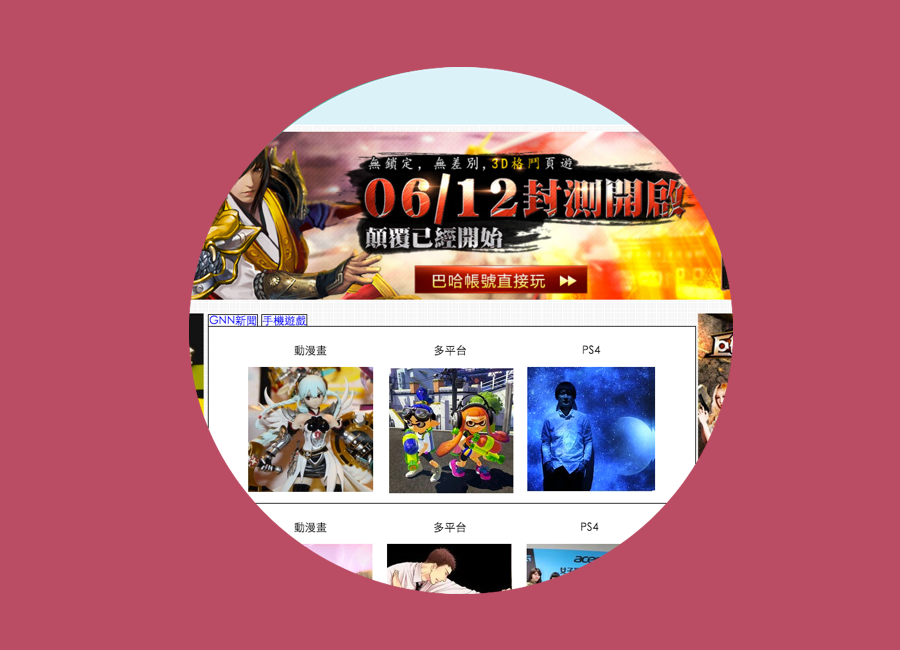 無鎖定, 無差別,3D格鬥頁遊
06/12封測開啟
顛覆已經開始
巴哈帳號直接玩
GNN新聞 手機遊戲
動漫畫 多平台 PS4
動漫畫 多平台 PS4
acer
女子